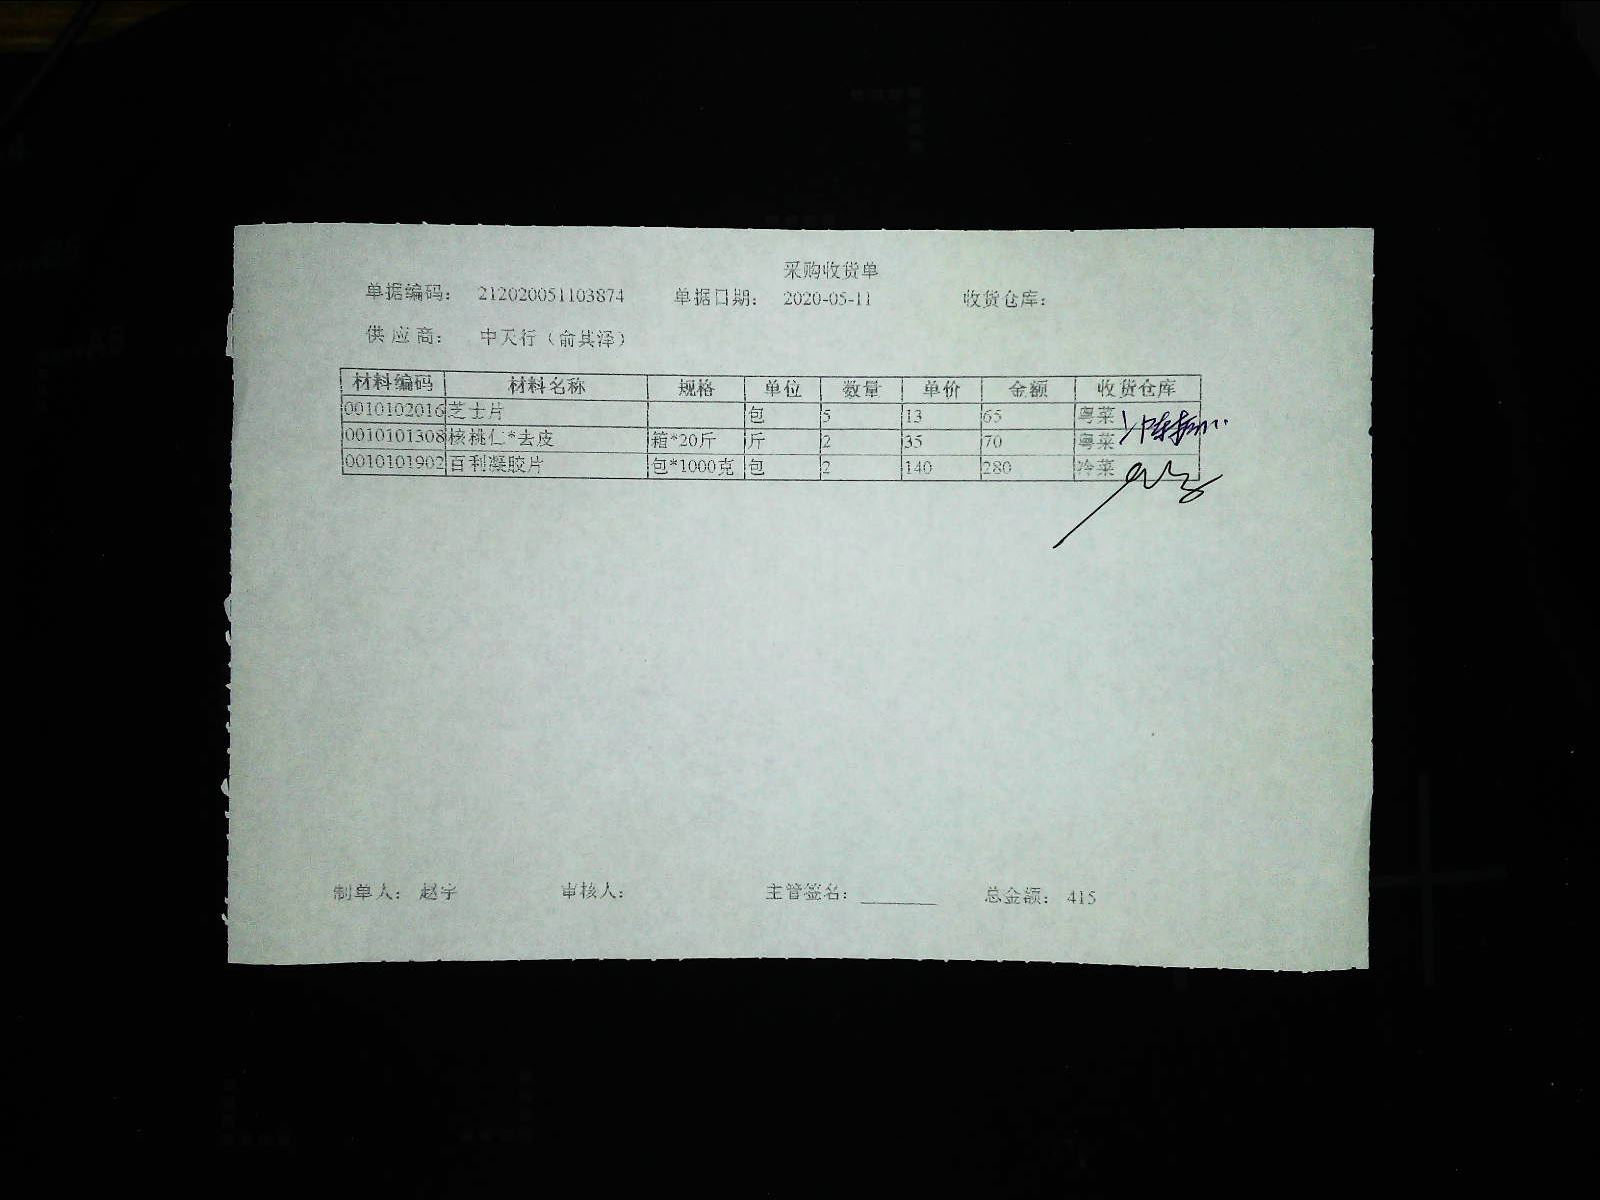 采购收货单
单据编码: 212020051103874 单据日期: 2020-05-11 收货仓库:
供应商: 中天行（俞其泽）
材料编码 材料名称 规格 单位 数量 单价 金额 收货仓库
0010102016 芝士片 包 5 13 65 粤菜
0010101308 核桃仁*去皮 箱*20斤 斤 2 35 70 粤菜
0010101902 百利凝胶片 包*1000克 包 2 140 280 冷菜
制单人: 赵宇 审核人: 主管签名: 总金额: 415